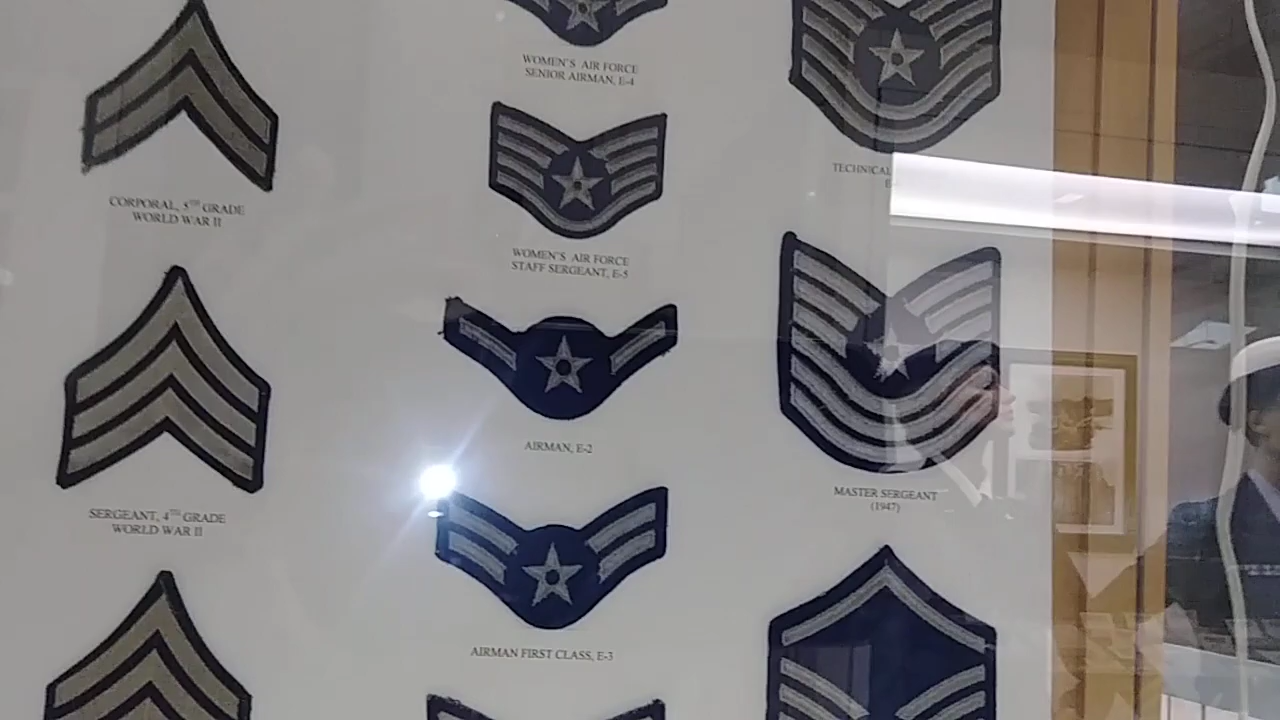 CORPORAL, 5TH GRADE
WORLD WAR II
SERGEANT, 4TH GRADE
WORLD WAR II
WOMEN'S AIR FORCE
SENIOR AIRMAN, E-4
WOMEN'S AIR FORCE
STAFF SERGEANT, E-5
AIRMAN, E-2
AIRMAN FIRST CLASS, E-3
TECHNICAL
MASTER SERGEANT
(1947)